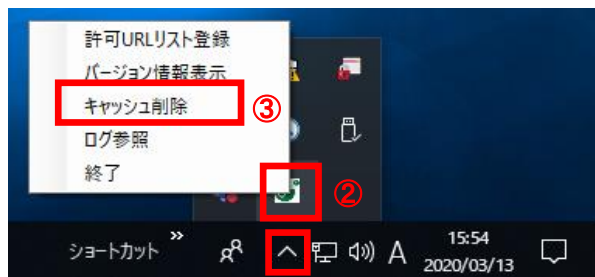 許可URLリスト登録
バージョン情報表示
キャッシュ削除
③
ログ参照
終了
②
ショートカット
»
A
15:54
2020/03/13